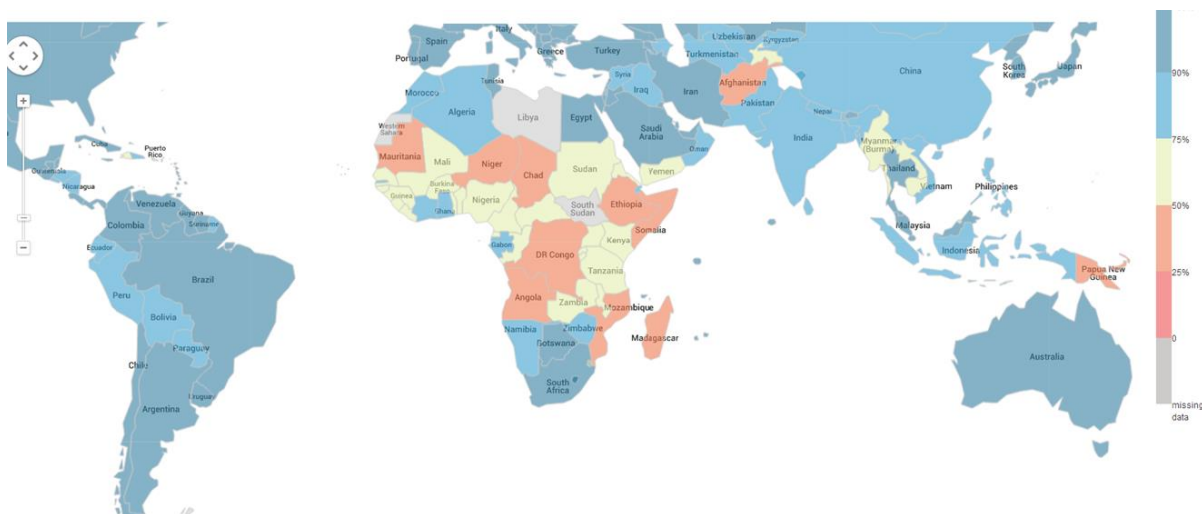 Italy
Spain
Portugal
Greece
Turkey
Uzbekistan
Kyrgyzstan
Turkmenistan
China
South
Korea
Japan
Tunisia
Syria
Morocco
Iraq
Iran
Afghanistan
Pakistan
Algeria
Libya
Egypt
Nepal
Western
Sahara
Saudi
Arabia
India
Cuba
Puerto
Rico
Oman
Myanmar
(Burma)
Mauritania
Mali
Niger
Chad
Sudan
Yemen
Thailand
Guatemala
Nicaragua
Burkina
Faso
Guinea
Nigeria
Ghana
South
Sudan
Ethiopia
Vietnam
Philippines
Venezuela
Guyana
Suriname
Colombia
Somalia
Malaysia
Ecuador
Gabon
Kenya
Indonesia
DR Congo
Tanzania
Papua New
Guinea
Brazil
Peru
Angola
Zambia
Mozambique
Bolivia
Namibia
Zimbabwe
Madagascar
Botswana
Paraguay
Chile
South
Africa
Australia
Uruguay
Argentina
90%
75%
50%
25%
0
missing
data